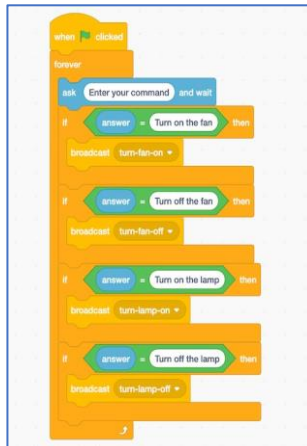 when clicked
forever
ask Enter your command and wait
if answer = Turn on the fan then
broadcast turn-fan-on
if answer = Turn off the fan then
broadcast turn-fan-off
if answer = Turn on the lamp then
broadcast turn-lamp-on
if answer = Turn off the lamp then
broadcast turn-lamp-off